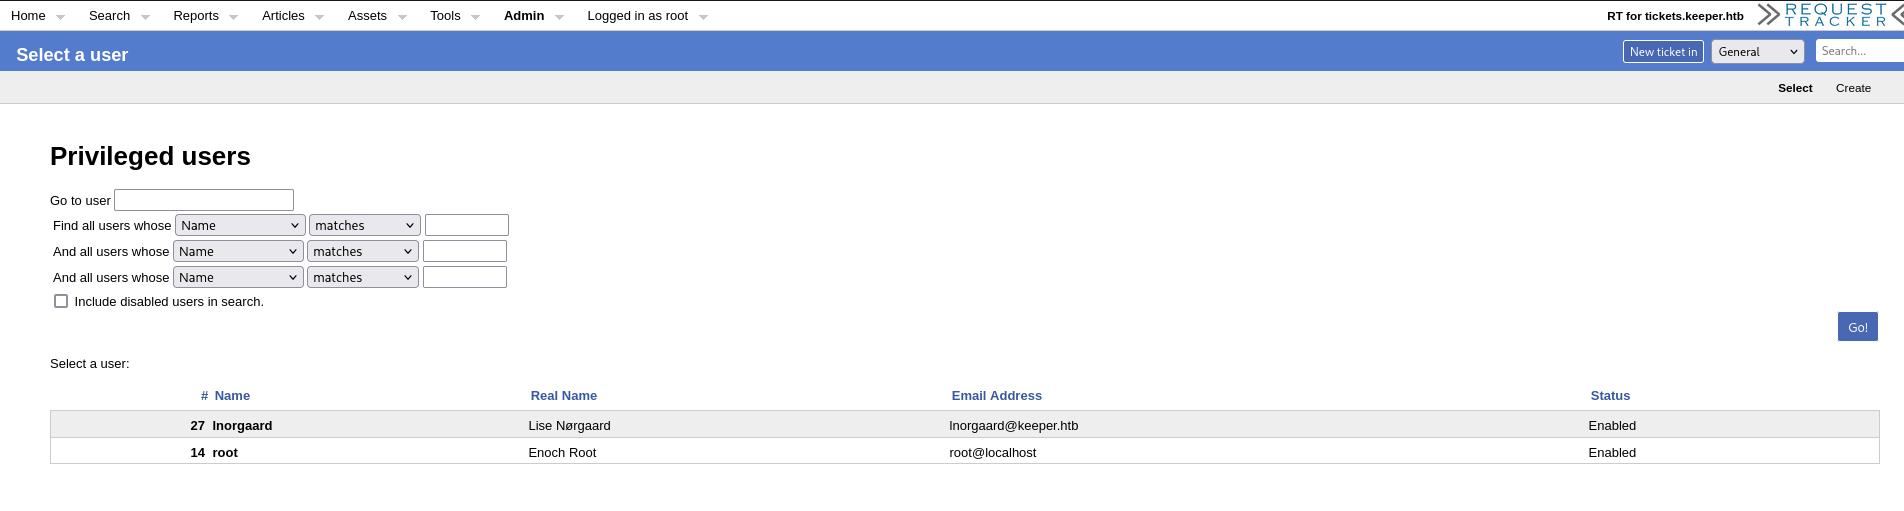 Home Search Reports Articles Assets Tools Admin Logged in as root RT for tickets.keeper.htb REQUEST TRACKER
Select a user New ticket in General Search...
Select Create
Privileged users
Go to user
Find all users whose Name matches
And all users whose Name matches
And all users whose Name matches
Include disabled users in search.
Go!
Select a user:
# Name Real Name Email Address Status
27 lnorgaard Lise Nørgaard lnorgaard@keeper.htb Enabled
14 root Enoch Root root@localhost Enabled